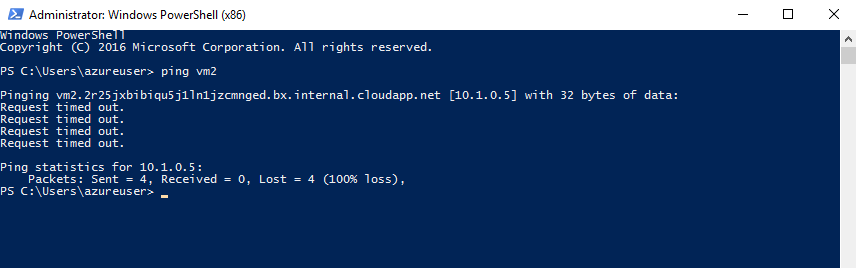 Administrator: Windows PowerShell (x86)
Windows PowerShell
Copyright (C) 2016 Microsoft Corporation. All rights reserved.
PS C:\Users\azureuser> ping vm2
Pinging vm2.2r25jxbibiqu5j1ln1jzcmnged.bx.internal.cloudapp.net [10.1.0.5] with 32 bytes of data:
Request timed out.
Request timed out.
Request timed out.
Request timed out.
Ping statistics for 10.1.0.5:
    Packets: Sent = 4, Received = 0, Lost = 4 (100% loss),
PS C:\Users\azureuser> _